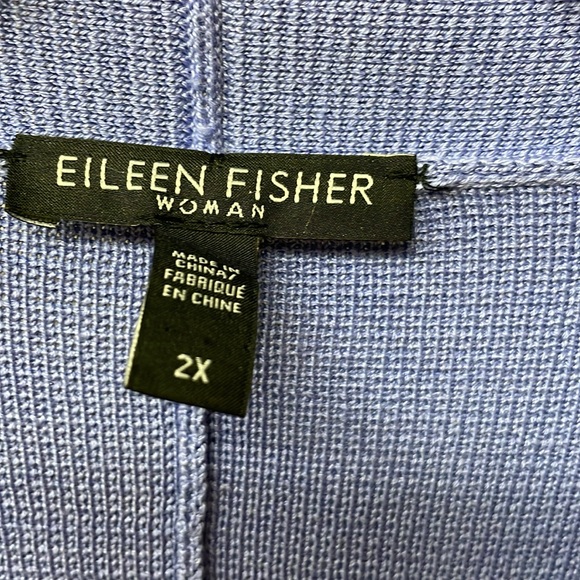 EILEEN FISHER
WOMAN
MADE IN
CHINA/
FABRIQUÉ
EN CHINE
2X